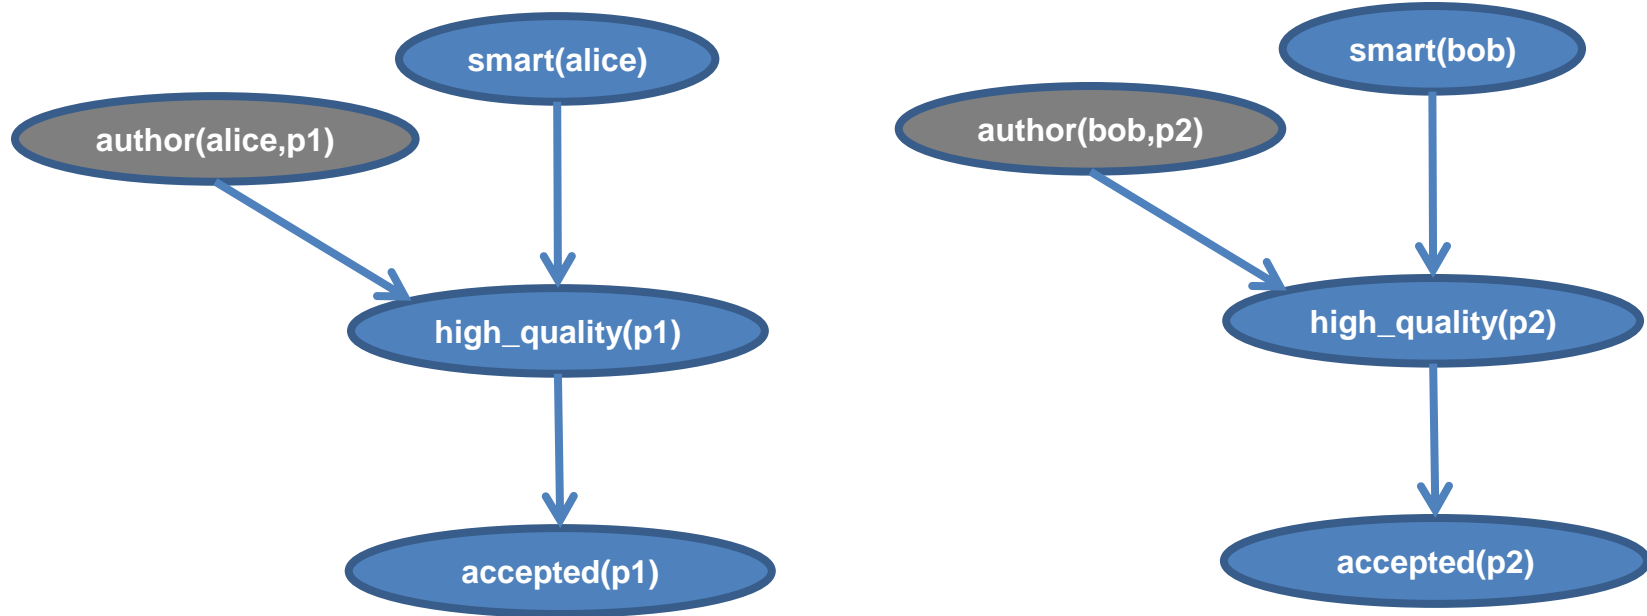 smart(alice)
author(alice,p1)
high_quality(p1)
accepted(p1)
smart(bob)
author(bob,p2)
high_quality(p2)
accepted(p2)